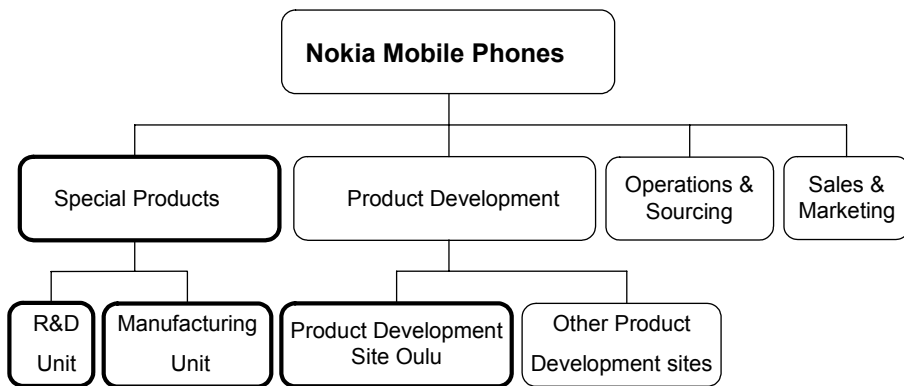 Nokia Mobile Phones
Special Products
Product Development
Operations &
Sourcing
Sales &
Marketing
R&D
Unit
Manufacturing
Unit
Product Development
Site Oulu
Other Product
Development sites